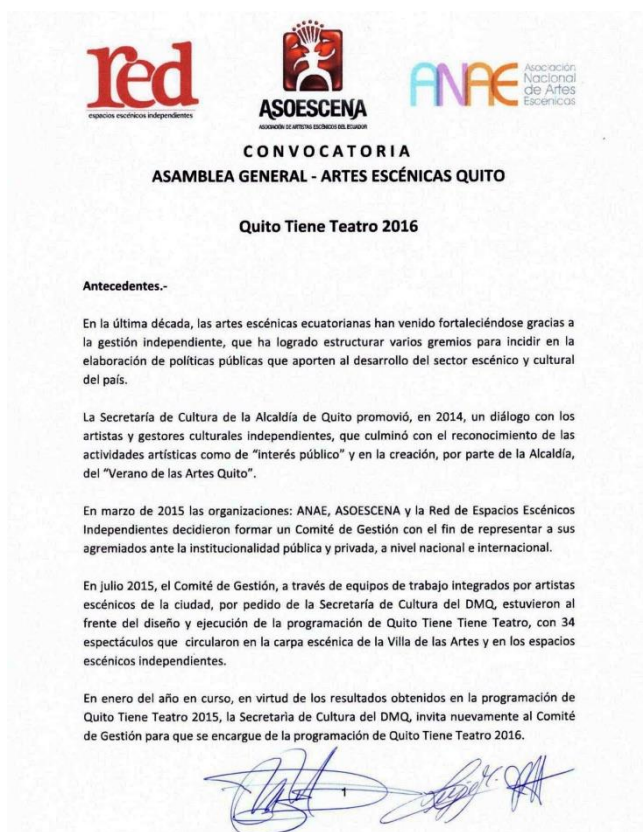 red
espacios escénicos independientes
ASOESCENA
ASOCIACIÓN DE ARTISTAS ESCÉNICOS DEL ECUADOR
ANAE
Asociación
Nacional
de Artes
Escénicas
CONVOCATORIA
ASAMBLEA GENERAL - ARTES ESCÉNICAS QUITO
Quito Tiene Teatro 2016
Antecedentes.-
En la última década, las artes escénicas ecuatorianas han venido fortaleciéndose gracias a
la gestión independiente, que ha logrado estructurar varios gremios para incidir en la
elaboración de políticas públicas que aporten al desarrollo del sector escénico y cultural
del país.
La Secretaría de Cultura de la Alcaldía de Quito promovió, en 2014, un diálogo con los
artistas y gestores culturales independientes, que culminó con el reconocimiento de las
actividades artísticas como de “interés público” y en la creación, por parte de la Alcaldía,
del “Verano de las Artes Quito”.
En marzo de 2015 las organizaciones: ANAE, ASOESCENA y la Red de Espacios Escénicos
Independientes decidieron formar un Comité de Gestión con el fin de representar a sus
agremiados ante la institucionalidad pública y privada, a nivel nacional e internacional.
En julio 2015, el Comité de Gestión, a través de equipos de trabajo integrados por artistas
escénicos de la ciudad, por pedido de la Secretaría de Cultura del DMQ, estuvieron al
frente del diseño y ejecución de la programación de Quito Tiene Tiene Teatro, con 34
espectáculos que circularon en la carpa escénica de la Villa de las Artes y en los espacios
escénicos independientes.
En enero del año en curso, en virtud de los resultados obtenidos en la programación de
Quito Tiene Teatro 2015, la Secretaria de Cultura del DMQ, invita nuevamente al Comité
de Gestión para que se encargue de la programación de Quito Tiene Teatro 2016.
1